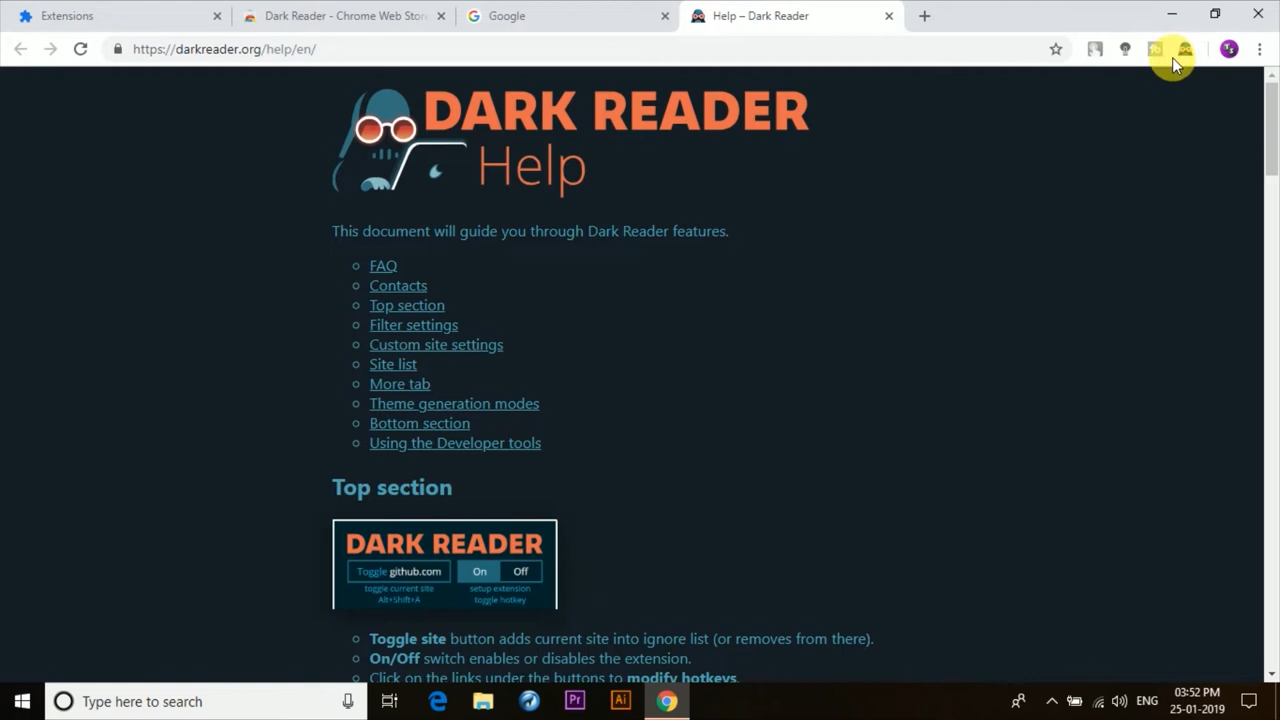 Extensions
Dark Reader - Chrome Web Stor
Google
Help – Dark Reader
https://darkreader.org/help/en/
DARK READER
Help
This document will guide you through Dark Reader features.
FAQ
Contacts
Top section
Filter settings
Custom site settings
Site list
More tab
Theme generation modes
Bottom section
Using the Developer tools
Top section
DARK READER
Toggle github.com On Off
toggle current site setup extension
Alt+Shift+A toggle hotkey
Toggle site button adds current site into ignore list (or removes from there).
On/Off switch enables or disables the extension.
Click on the links under the buttons to modify hotkeys.
Type here to search
Pr
Ai
ENG
03:52 PM
25-01-2019